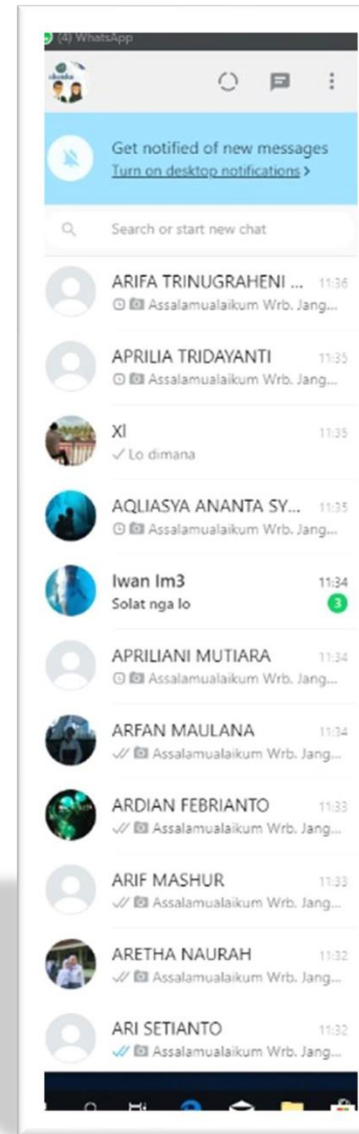 (4) WhatsApp
Get notified of new messages
Turn on desktop notifications >
Search or start new chat
ARIFA TRINUGRAHENI ... 11:36
Assalamualaikum Wrb. Jang...
APRILIA TRIDAYANTI 11:35
Assalamualaikum Wrb. Jang...
Xl 11:35
Lo dimana
AQLIASYA ANANTA SY... 11:35
Assalamualaikum Wrb. Jang...
Iwan Im3 11:34
Solat nga lo 3
APRILIANI MUTIARA 11:34
Assalamualaikum Wrb. Jang...
ARFAN MAULANA 11:34
Assalamualaikum Wrb. Jang...
ARDIAN FEBRIANTO 11:33
Assalamualaikum Wrb. Jang...
ARIF MASHUR 11:33
Assalamualaikum Wrb. Jang...
ARETHA NAURAH 11:32
Assalamualaikum Wrb. Jang...
ARI SETIANTO 11:32
Assalamualaikum Wrb. Jang...